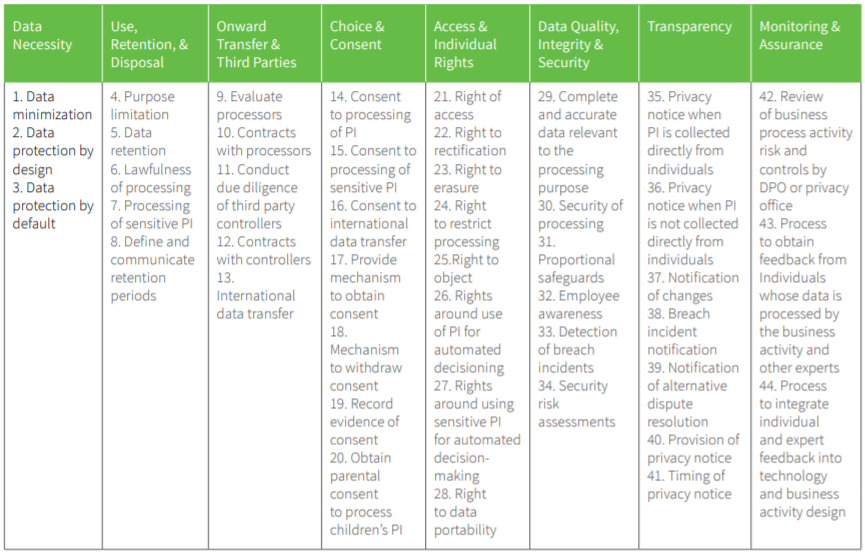 Data
Necessity
Use,
Retention, &
Disposal
Onward
Transfer &
Third Parties
Choice &
Consent
Access &
Individual
Rights
Data Quality,
Integrity &
Security
Transparency
Monitoring &
Assurance
1. Data
minimization
2. Data
protection by
design
3. Data
protection by
default
4. Purpose
limitation
5. Data
retention
6. Lawfulness
of processing
7. Processing
of sensitive PI
8. Define and
communicate
retention
periods
9. Evaluate
processors
10. Contracts
with processors
11. Conduct
due diligence
of third party
controllers
12. Contracts
with controllers
13.
International
data transfer
14. Consent
to processing
of PI
15. Consent to
processing of
sensitive PI
16. Consent to
international
data transfer
17. Provide
mechanism
to obtain
consent
18.
Mechanism
to withdraw
consent
19. Record
evidence of
consent
20. Obtain
parental
consent
to process
children’s PI
21. Right of
access
22. Right to
rectification
23. Right to
erasure
24. Right
to restrict
processing
25.Right to
object
26. Rights
around use
of PI for
automated
decisioning
27. Rights
around using
sensitive PI
for automated
decision-
making
28. Right
to data
portability
29. Complete
and accurate
data relevant
to the
processing
purpose
30. Security of
processing
31.
Proportional
safeguards
32. Employee
awareness
33. Detection
of breach
incidents
34. Security
risk
assessments
35. Privacy
notice when
PI is collected
directly from
individuals
36. Privacy
notice when PI
is not collected
directly from
individuals
37. Notification
of changes
38. Breach
incident
notification
39. Notification
of alternative
dispute
resolution
40. Provision of
privacy notice
41. Timing of
privacy notice
42. Review
of business
process activity
risk and
controls by
DPO or privacy
office
43. Process
to obtain
feedback from
Individuals
whose data is
processed by
the business
activity and
other experts
44. Process
to integrate
individual
and expert
feedback into
technology
and business
activity design